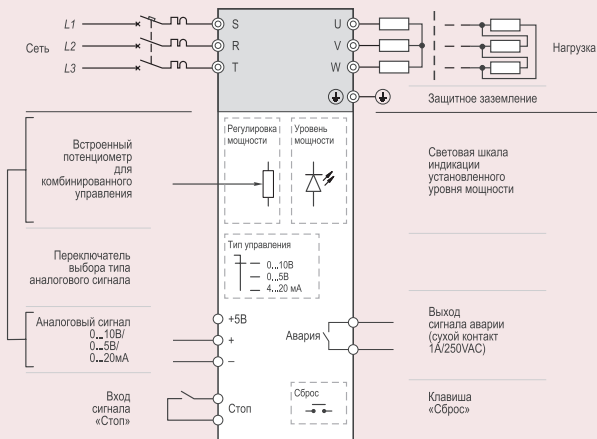 L1
L2
L3
Сеть
S
R
T
U
V
W
Нагрузка
Защитное заземление
Встроенный
потенциометр
для
комбинированного
управления
Регулировка
мощности
Уровень
мощности
Световая шкала
индикации
установленного
уровня мощности
Переключатель
выбора типа
аналогового сигнала
Тип управления
0...10В
0...5В
4...20 мА
Аналоговый сигнал
0...10В/
0...5В/
0...20мА
+5В
+
–
Авария
Выход
сигнала аварии
(сухой контакт
1А/250VAC)
Вход
сигнала
«Стоп»
Стоп
Сброс
Клавиша
«Сброс»